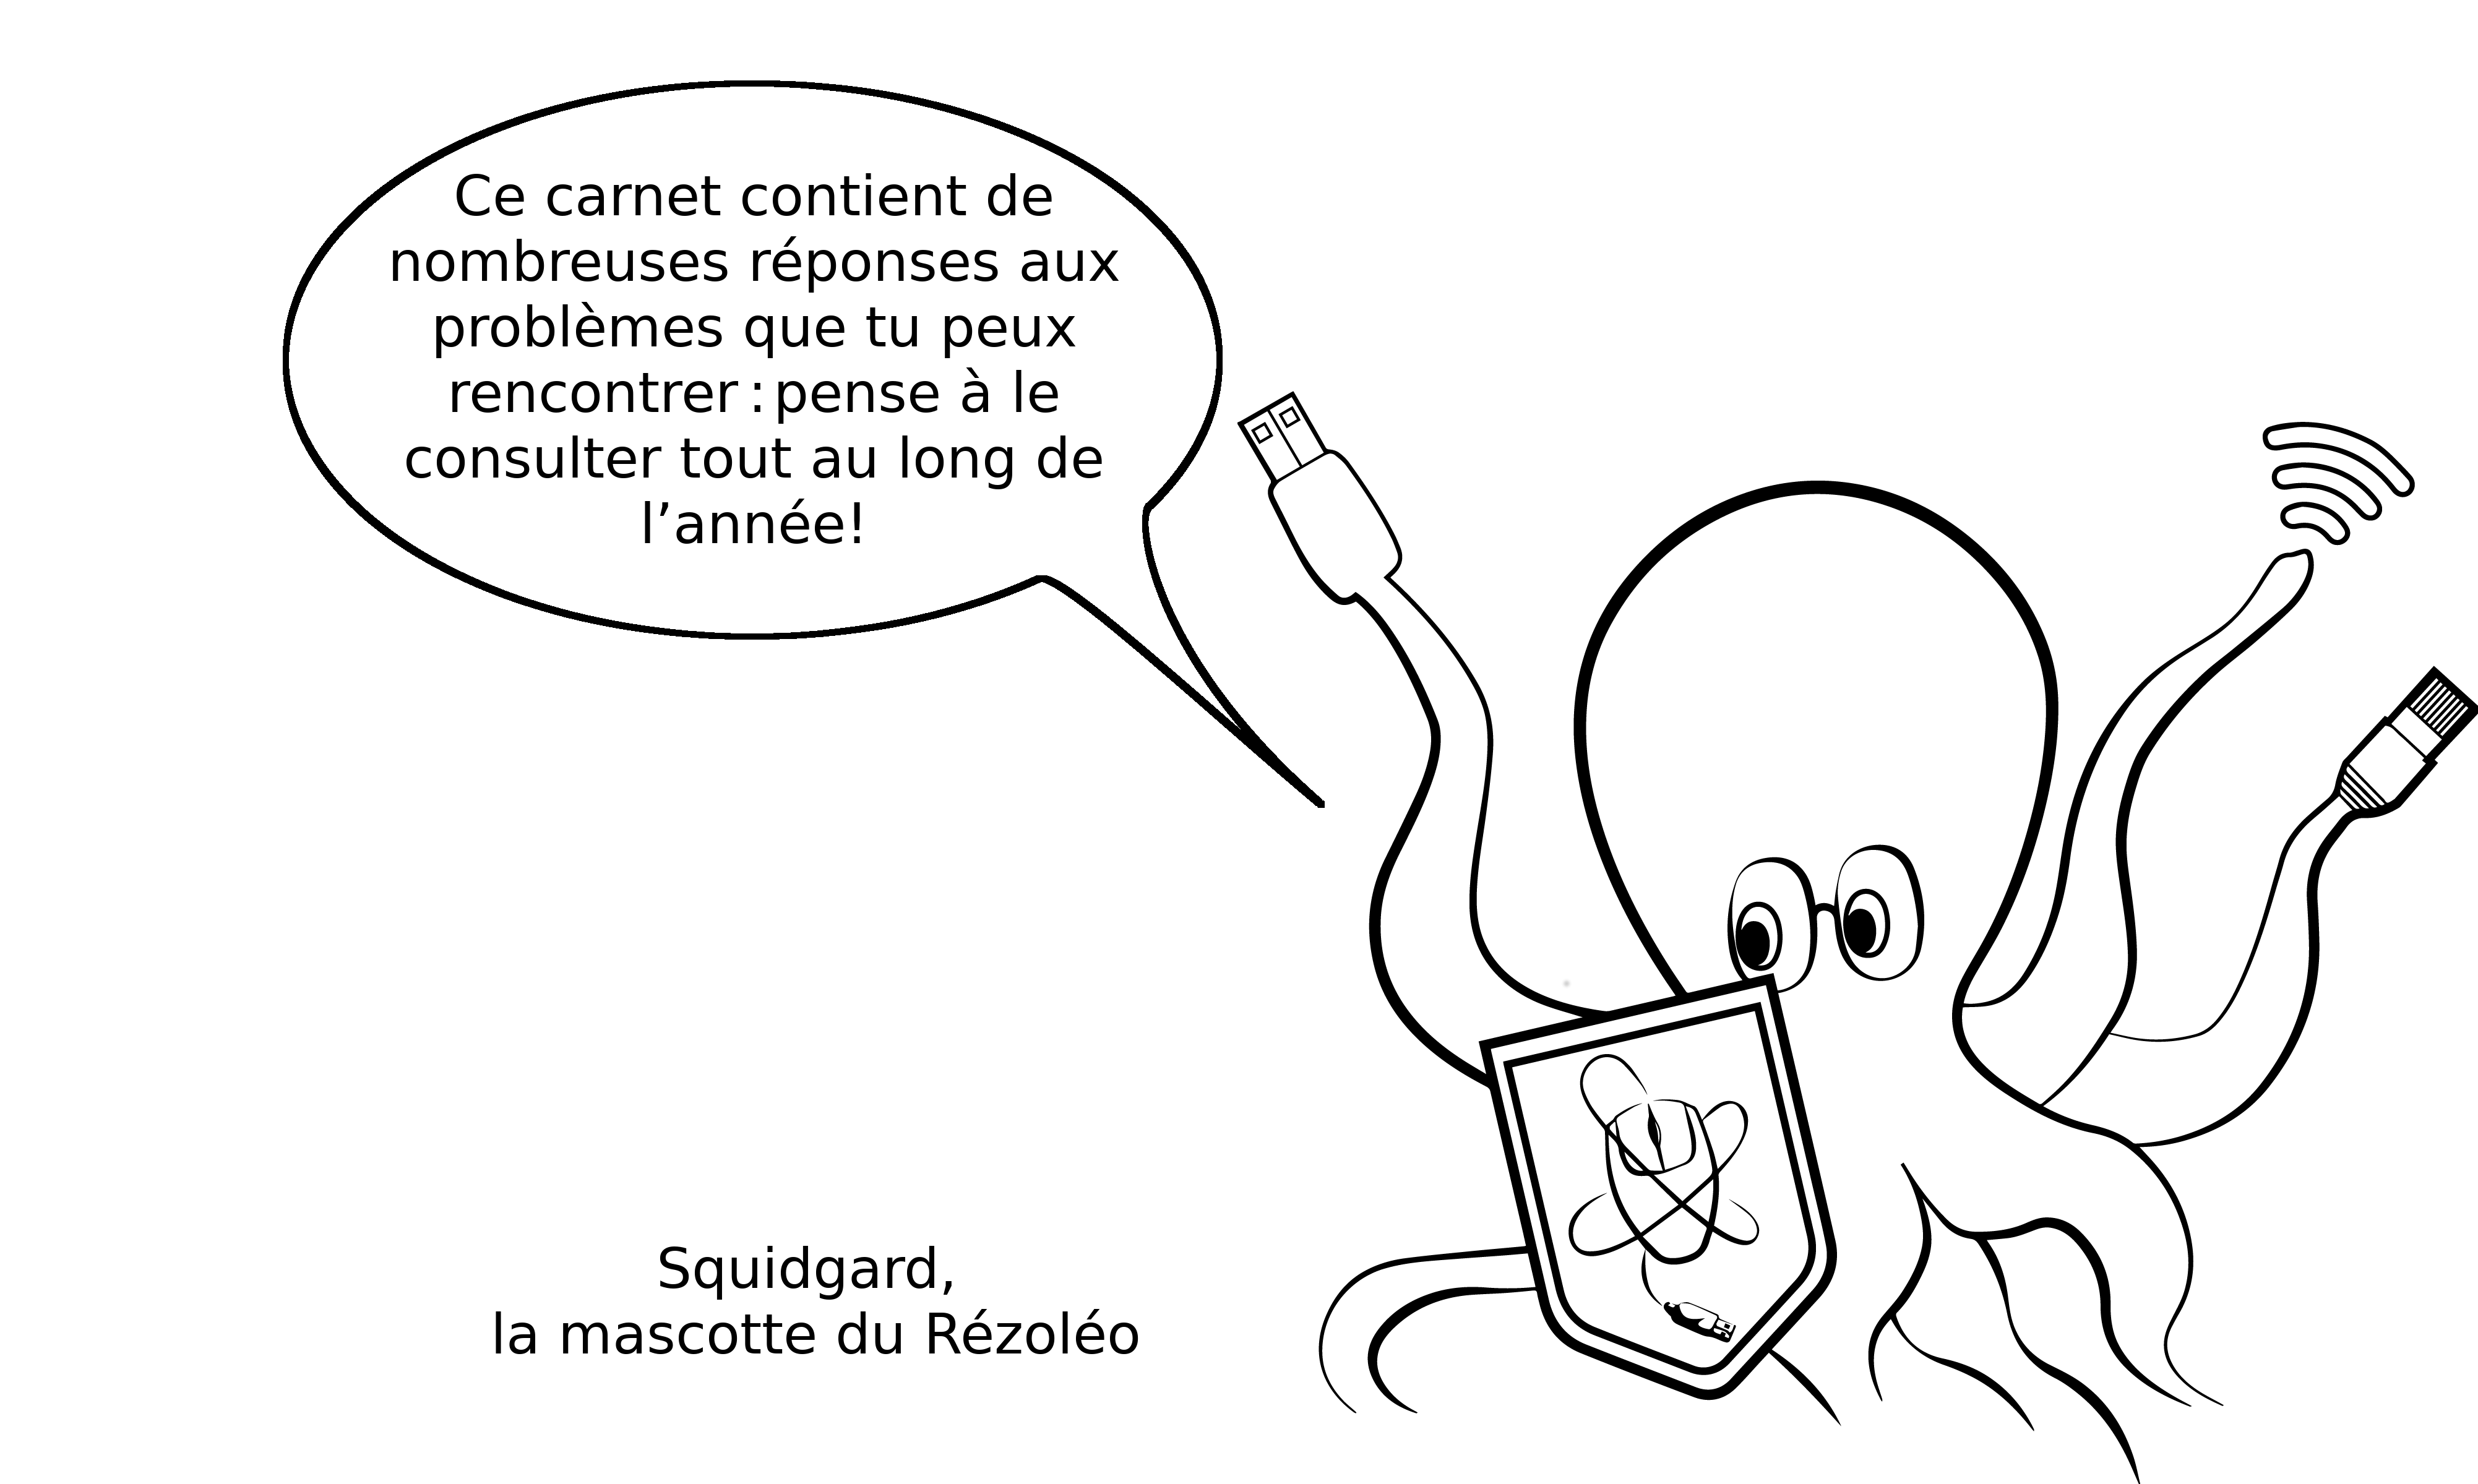 Ce carnet contient de
nombreuses réponses aux
problèmes que tu peux
rencontrer : pense à le
consulter tout au long de
l’année!
Squidgard,
la mascotte du Rézoléo